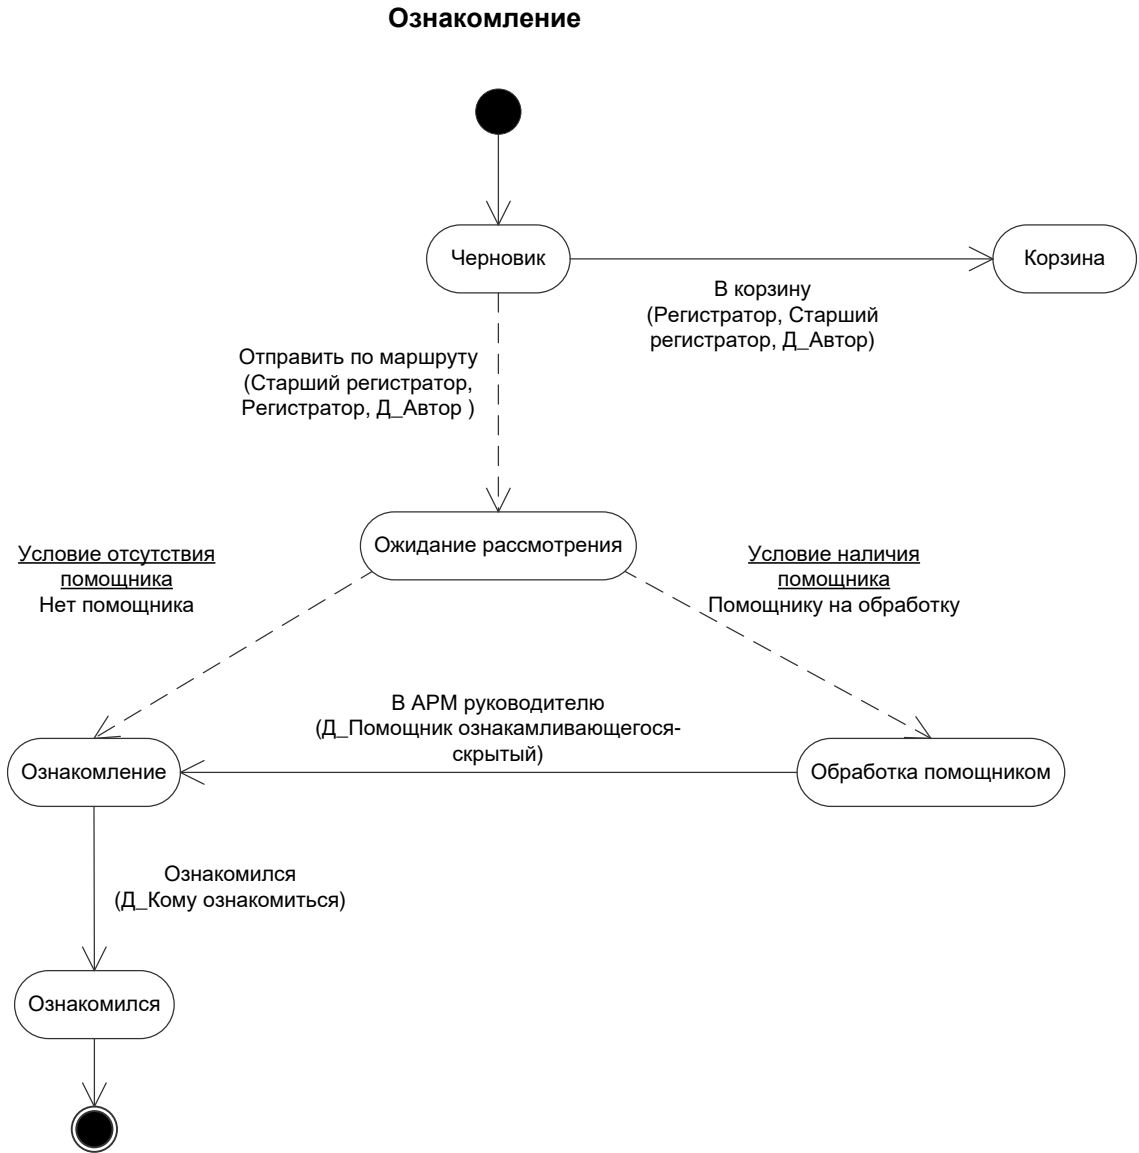 Ознакомление
Черновик
Корзина
В корзину
(Регистратор, Старший
регистратор, Д_Автор)
Отправить по маршруту
(Старший регистратор,
Регистратор, Д_Автор )
Ожидание рассмотрения
Условие отсутствия
помощника
Нет помощника
Условие наличия
помощника
Помощнику на обработку
В АРМ руководителю
(Д_Помощник ознакамливающегося-
скрытый)
Ознакомление
Обработка помощником
Ознакомился
(Д_Кому ознакомиться)
Ознакомился